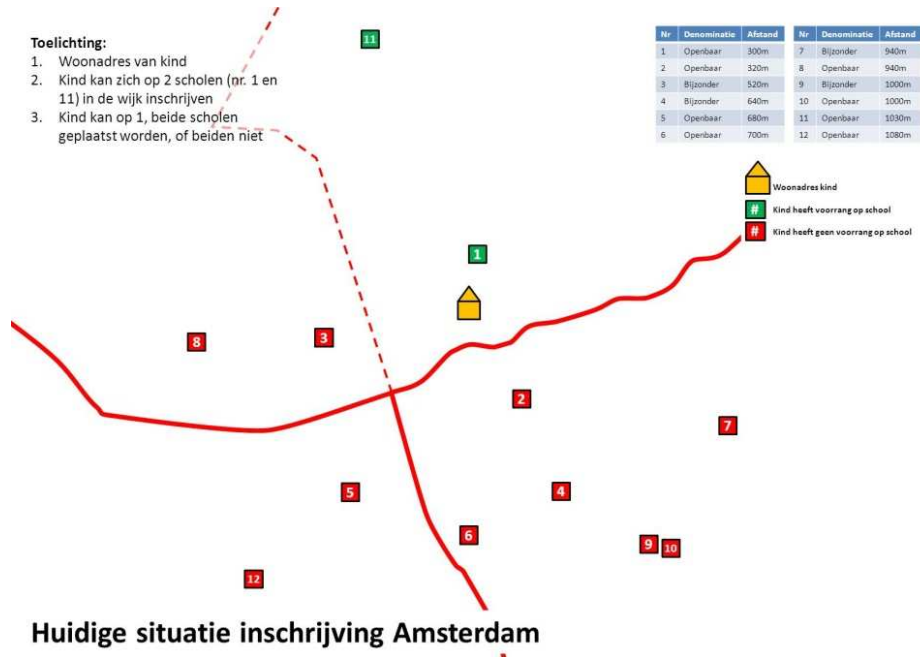 Toelichting:
1. Woonadres van kind
2. Kind kan zich op 2 scholen (nr. 1 en
11) in de wijk inschrijven
3. Kind kan op 1, beide scholen
geplaatst worden, of beiden niet
11
Nr Denominatie Afstand Nr Denominatie Afstand
1 Openbaar 300m 7 Bijzonder 940m
2 Openbaar 320m 8 Openbaar 940m
3 Bijzonder 520m 9 Bijzonder 1000m
4 Bijzonder 640m 10 Openbaar 1000m
5 Openbaar 680m 11 Openbaar 1030m
6 Openbaar 700m 12 Openbaar 1080m
Woonadres kind
# Kind heeft voorrang op school
# Kind heeft geen voorrang op school
1
8
3
2
7
5
4
6
9
10
12
Huidige situatie inschrijving Amsterdam